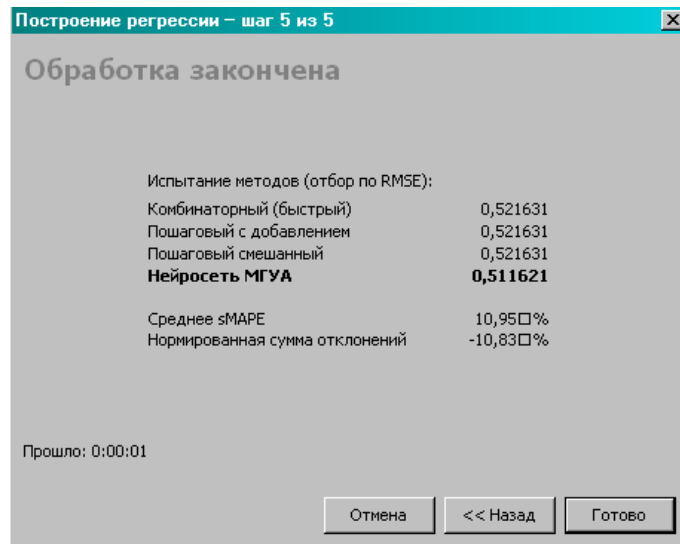 Построение регрессии – шаг 5 из 5
Обработка закончена
Испытание методов (отбор по RMSE):
Комбинаторный (быстрый) 0,521631
Пошаговый с добавлением 0,521631
Пошаговый смешанный 0,521631
Нейросеть МГУА 0,511621
Среднее sMAPE 10,95□%
Нормированная сумма отклонений -10,83□%
Прошло: 0:00:01
Отмена << Назад Готово